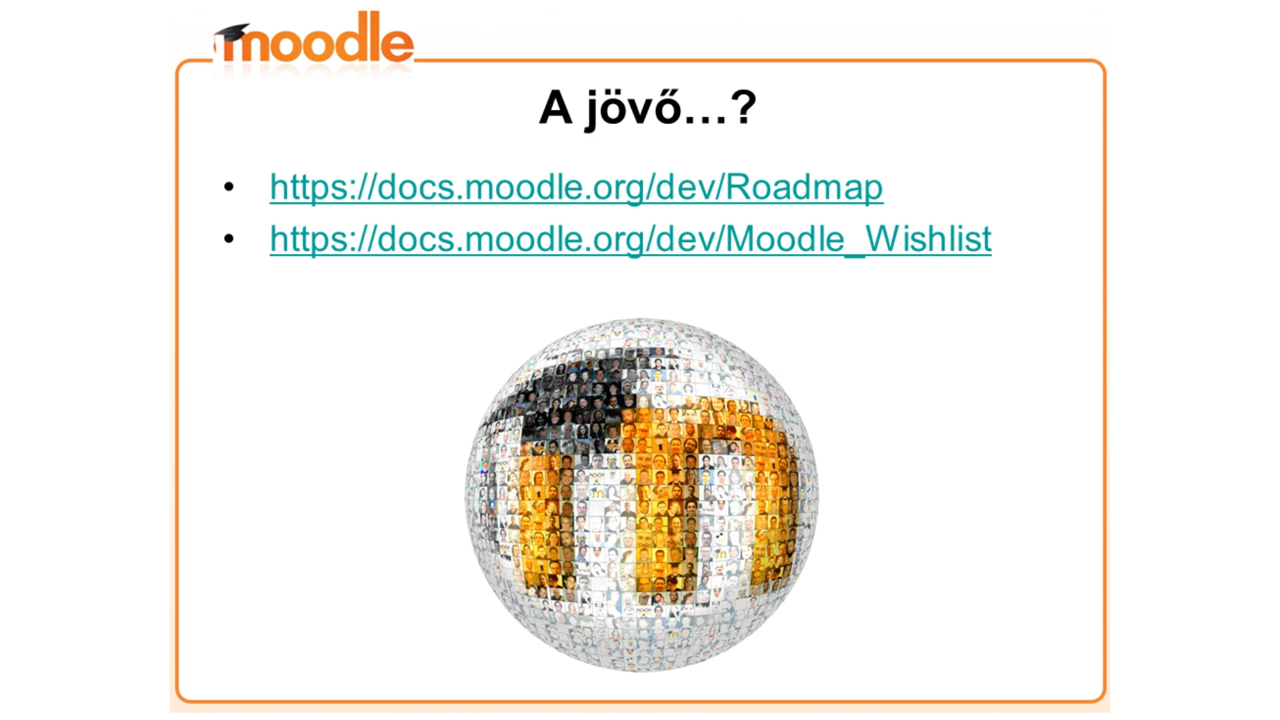 moodle
A jövő...?
• https://docs.moodle.org/dev/Roadmap
• https://docs.moodle.org/dev/Moodle_Wishlist